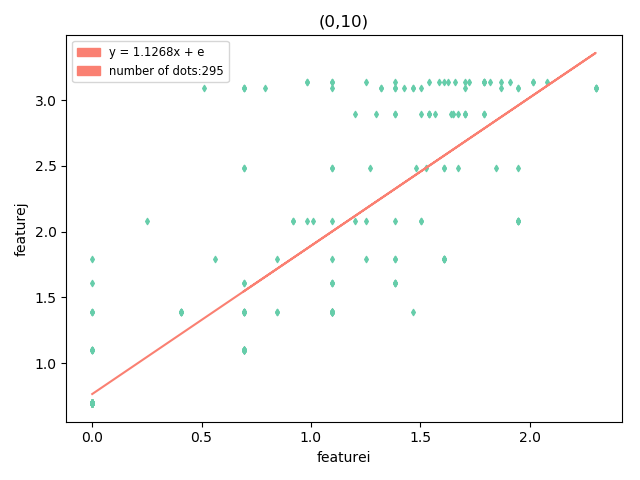 (0,10)
y = 1.1268x + e
number of dots:295
3.0
2.5
2.0
1.5
1.0
featurej
0.0 0.5 1.0 1.5 2.0
featurei